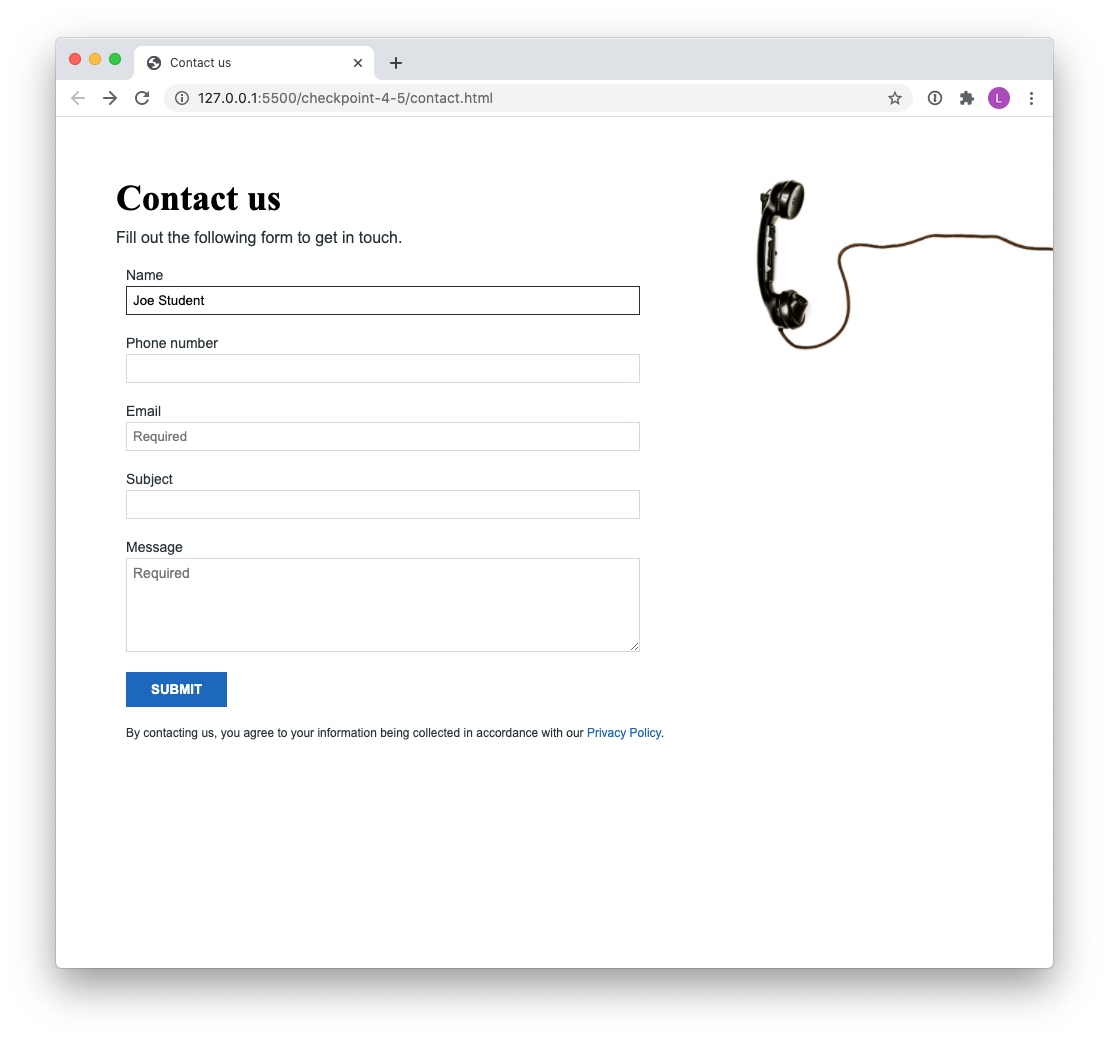 Contact us
127.0.0.1:5500/checkpoint-4-5/contact.html
L
Contact us
Fill out the following form to get in touch.
Name
Joe Student
Phone number
Email
Required
Subject
Message
Required
SUBMIT
By contacting us, you agree to your information being collected in accordance with our Privacy Policy.